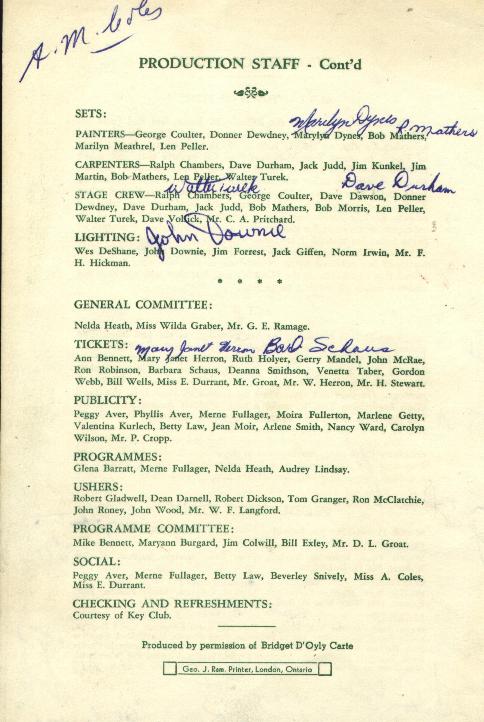 A. M. Coles
PRODUCTION STAFF - Cont'd
SETS:
Marilyn Dynes R. Mathers
PAINTERS—George Coulter, Donner Dewdney, Marylyn Dynes, Bob Mathers,
Marilyn Meathrel, Len Peller.
CARPENTERS—Ralph Chambers, Dave Durham, Jack Judd, Jim Kunkel, Jim
Martin, Bob Mathers, Len Peller, Walter Turek.
Walter Turek Dave Durham
STAGE CREW—Ralph Chambers, George Coulter, Dave Dawson, Donner
Dewdney, Dave Durham, Jack Judd, Bob Mathers, Bob Morris, Len Peller,
Walter Turek, Dave Vollick, Mr. C. A. Pritchard.
LIGHTING: John Downie
Wes DeShane, John Downie, Jim Forrest, Jack Giffen, Norm Irwin, Mr. F.
H. Hickman.
* * * *
GENERAL COMMITTEE:
Nelda Heath, Miss Wilda Graber, Mr. G. E. Ramage.
TICKETS: Mary Janet Herron Barb Schaus
Ann Bennett, Mary Janet Herron, Ruth Holyer, Gerry Mandel, John McRae,
Ron Robinson, Barbara Schaus, Deanna Smithson, Venetta Taber, Gordon
Webb, Bill Wells, Miss E. Durrant, Mr. Groat, Mr. W. Herron, Mr. H. Stewart.
PUBLICITY:
Peggy Aver, Phyllis Aver, Merne Fullager, Moira Fullerton, Marlene Getty,
Valentina Kurlech, Betty Law, Jean Moir, Arlene Smith, Nancy Ward, Carolyn
Wilson, Mr. P. Cropp.
PROGRAMMES:
Glena Barratt, Merne Fullager, Nelda Heath, Audrey Lindsay.
USHERS:
Robert Gladwell, Dean Darnell, Robert Dickson, Tom Granger, Ron McClatchie,
John Roney, John Wood, Mr. W. F. Langford.
PROGRAMME COMMITTEE:
Mike Bennett, Maryann Burgard, Jim Colwill, Bill Exley, Mr. D. L. Groat.
SOCIAL:
Peggy Aver, Merne Fullager, Betty Law, Beverley Snively, Miss A. Coles,
Miss E. Durrant.
CHECKING AND REFRESHMENTS:
Courtesy of Key Club.
Produced by permission of Bridget D'Oyly Carte
Geo. J. Ram. Printer, London, Ontario